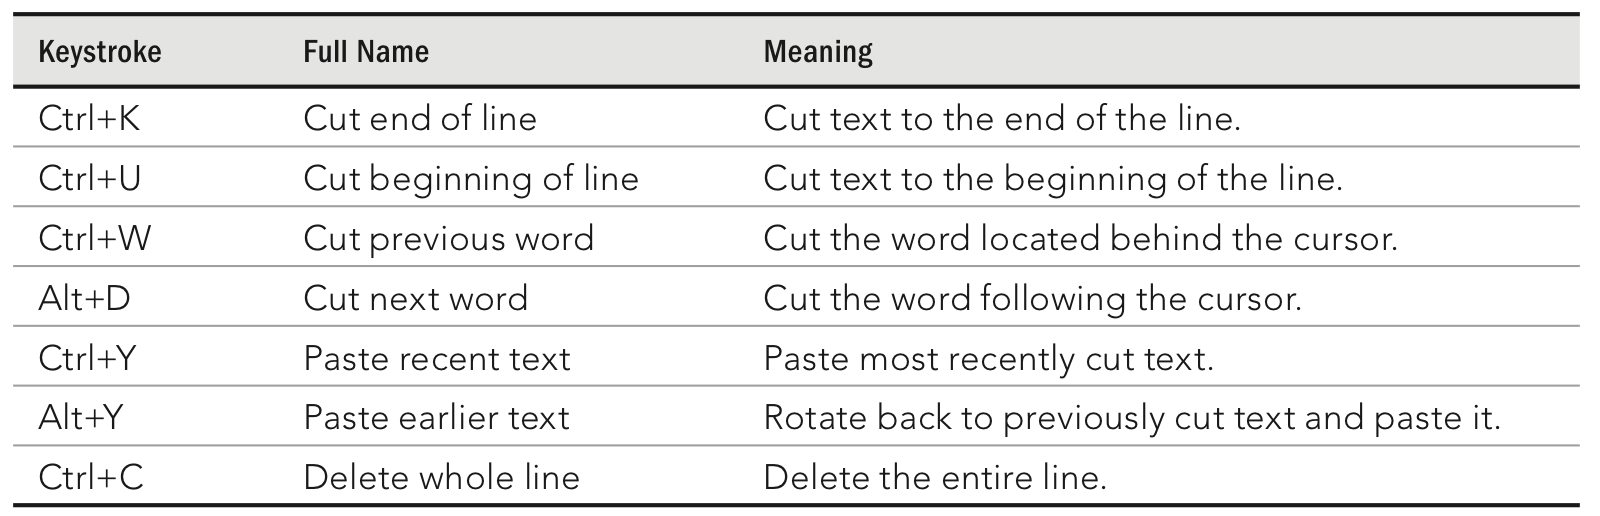 Keystroke Full Name Meaning
Ctrl+K Cut end of line Cut text to the end of the line.
Ctrl+U Cut beginning of line Cut text to the beginning of the line.
Ctrl+W Cut previous word Cut the word located behind the cursor.
Alt+D Cut next word Cut the word following the cursor.
Ctrl+Y Paste recent text Paste most recently cut text.
Alt+Y Paste earlier text Rotate back to previously cut text and paste it.
Ctrl+C Delete whole line Delete the entire line.